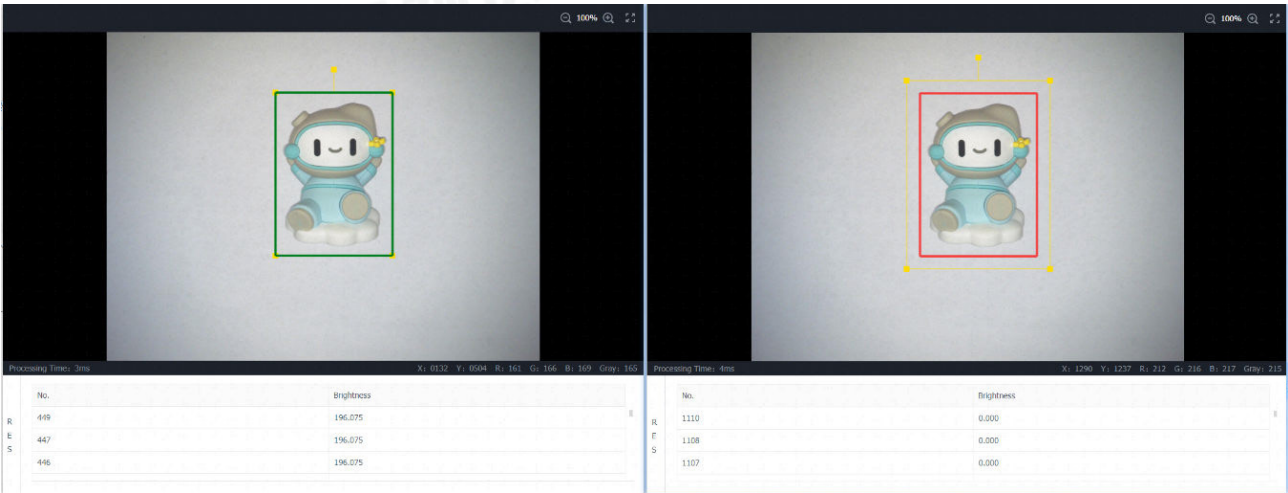 100%
Processing Time: 3ms
X: 0132 Y: 0504 R: 161 G: 166 B: 169 Gray: 165
No. Brightness
449 196.075
447 196.075
446 196.075
R
E
S
100%
Processing Time: 4ms
X: 1290 Y: 1237 R: 212 G: 216 B: 217 Gray: 215
No. Brightness
1110 0.000
1108 0.000
1107 0.000
R
E
S